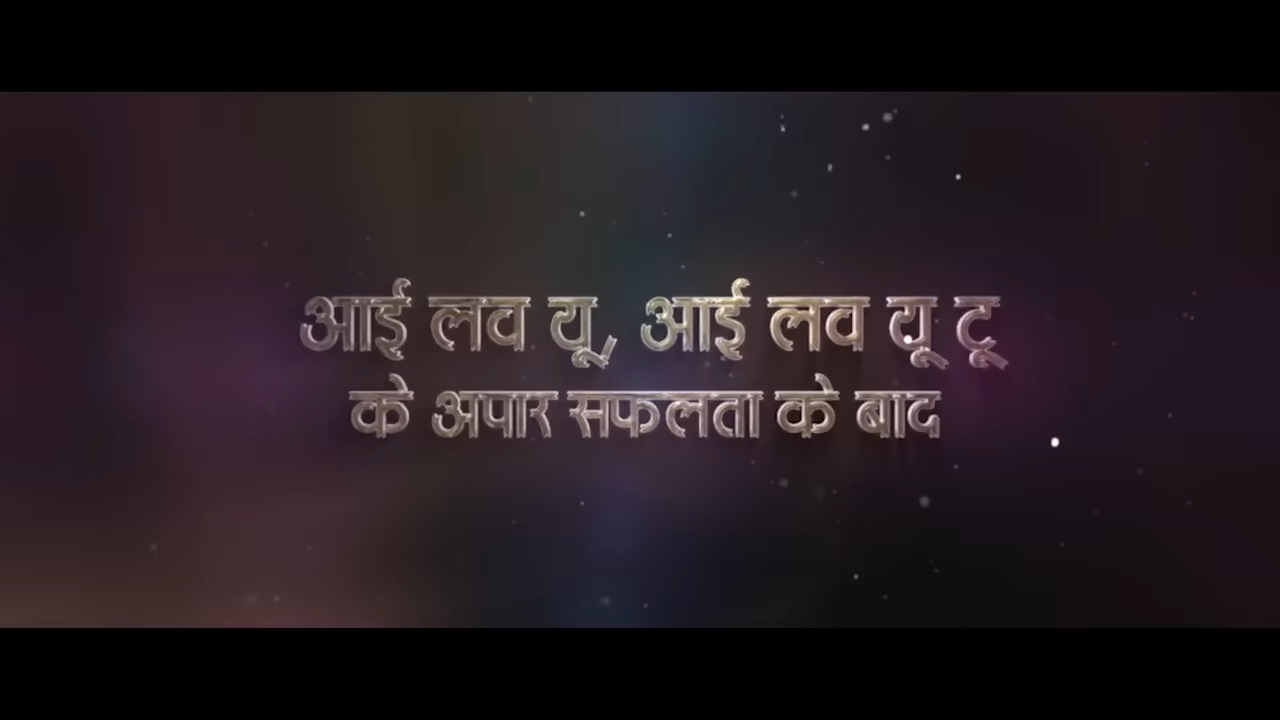 आई लव यू, आई लव यू टू
के अपार सफलता के बाद